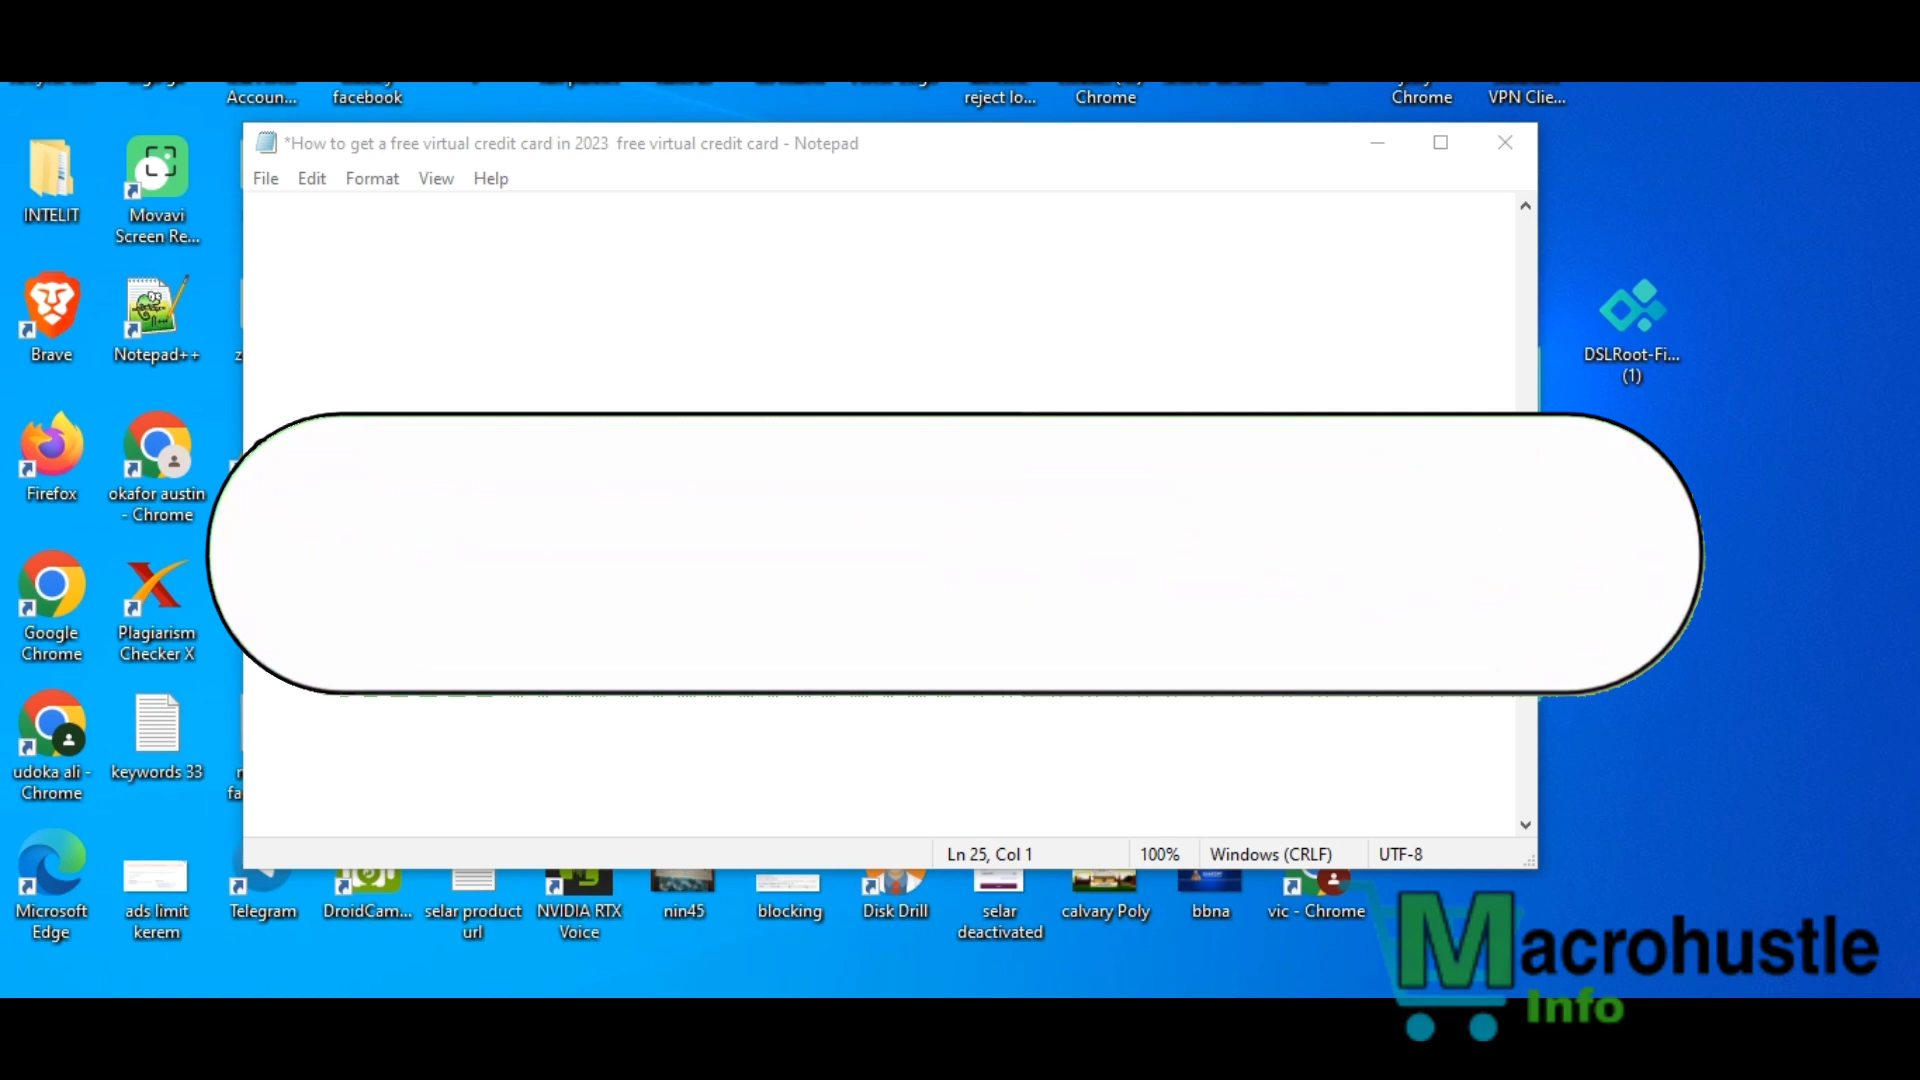 Accoun...
facebook
reject lo...
Chrome
Chrome
VPN Clie...
*How to get a free virtual credit card in 2023  free virtual credit card - Notepad
File Edit Format View Help
INTELIT
Movavi
Screen Re...
Brave
Notepad++
DSLRoot-Fi...
(1)
Firefox
okafor austin
- Chrome
Google
Chrome
Plagiarism
Checker X
udoka ali -
Chrome
keywords 33
Ln 25, Col 1
100%
Windows (CRLF)
UTF-8
Microsoft
Edge
ads limit
kerem
Telegram
DroidCam...
selar product
url
NVIDIA RTX
Voice
nin45
blocking
Disk Drill
selar
deactivated
calvary Poly
bbna
vic - Chrome
Macrohustle
Info